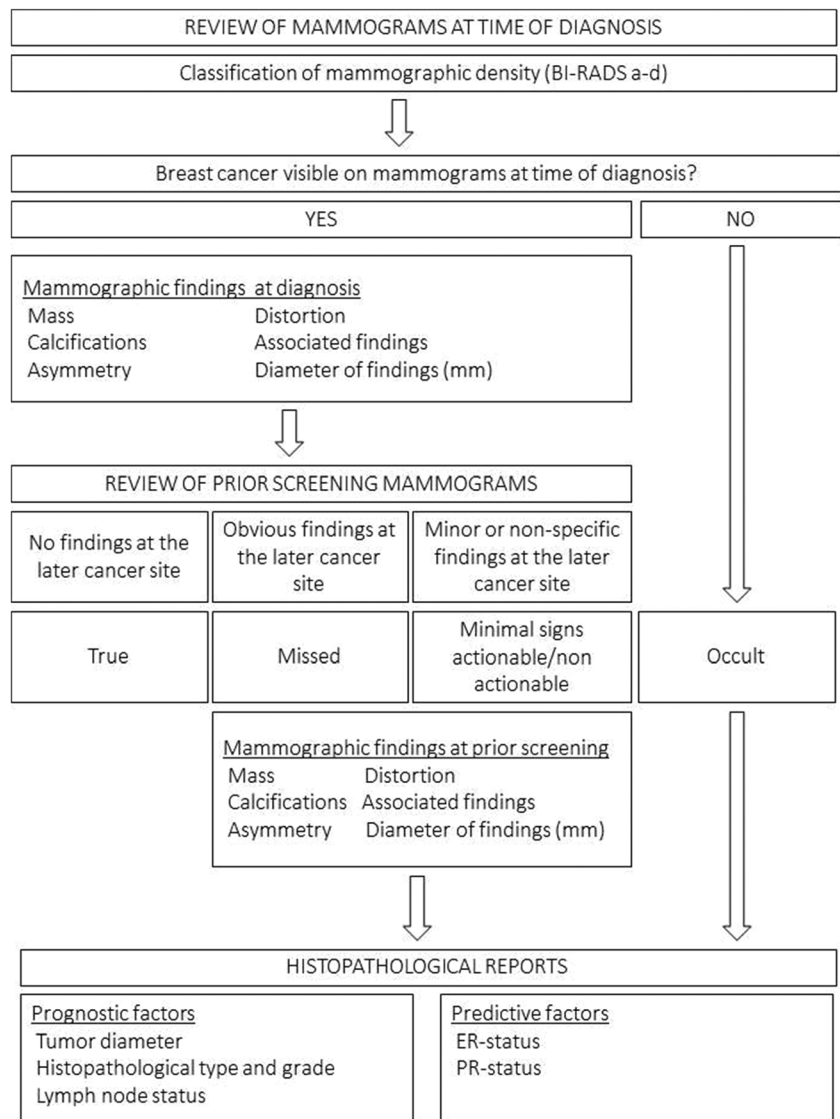 REVIEW OF MAMMOGRAMS AT TIME OF DIAGNOSIS
Classification of mammographic density (BI-RADS a-d)
Breast cancer visible on mammograms at time of diagnosis?
YES
NO
Mammographic findings at diagnosis
Mass Distortion
Calcifications Associated findings
Asymmetry Diameter of findings (mm)
REVIEW OF PRIOR SCREENING MAMMOGRAMS
No findings at the
later cancer site
Obvious findings at
the later cancer
site
Minor or non-specific
findings at the later
cancer site
True
Missed
Minimal signs
actionable/non
actionable
Occult
Mammographic findings at prior screening
Mass Distortion
Calcifications Associated findings
Asymmetry Diameter of findings (mm)
HISTOPATHOLOGICAL REPORTS
Prognostic factors
Tumor diameter
Histopathological type and grade
Lymph node status
Predictive factors
ER-status
PR-status